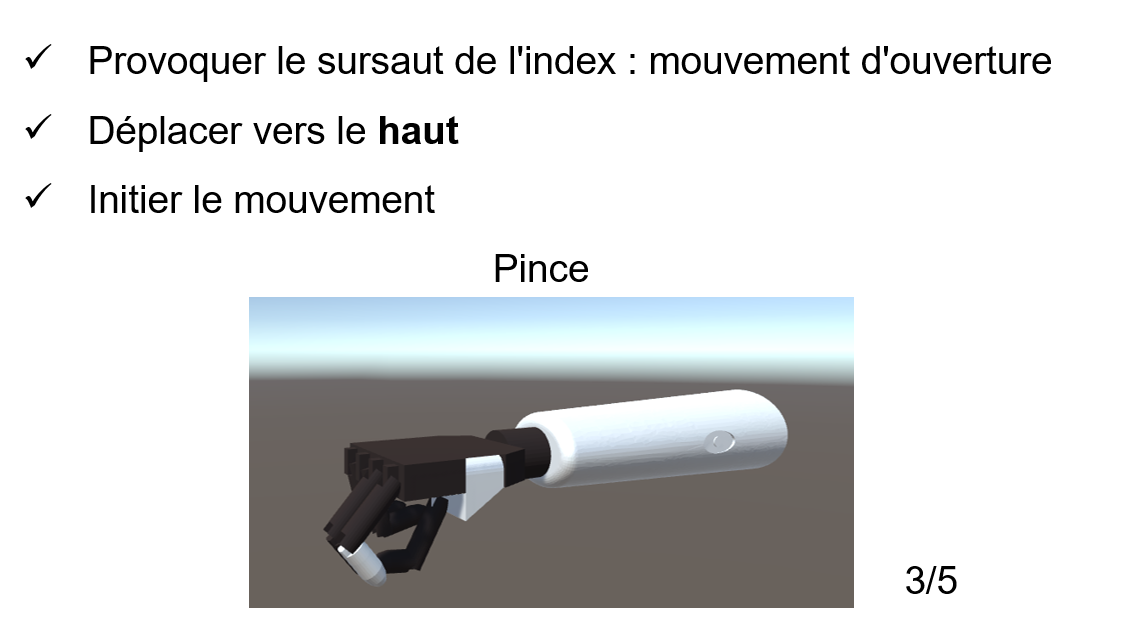 ✓ Provoquer le sursaut de l'index : mouvement d'ouverture
✓ Déplacer vers le haut
✓ Initier le mouvement
Pince
3/5